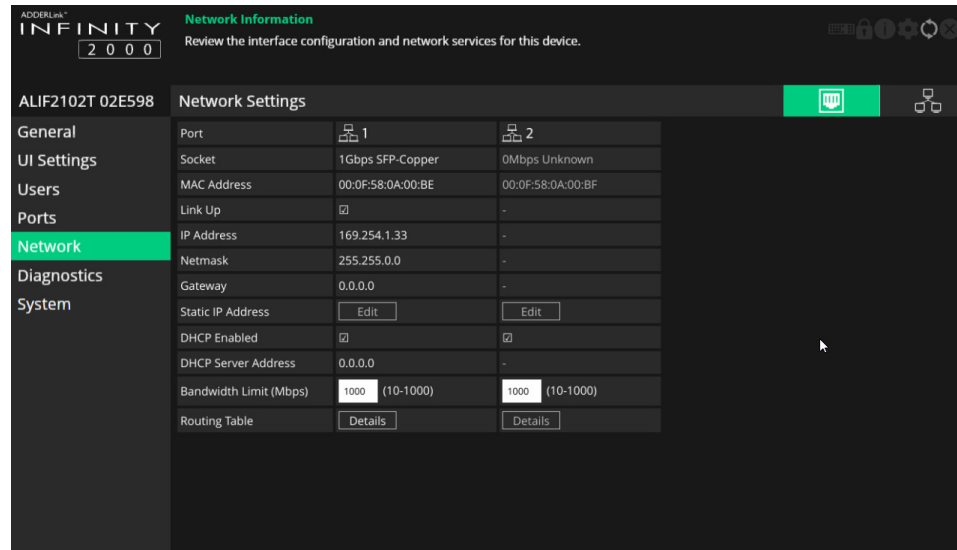 ADDERLink™
INFINITY
2000
Network Information
Review the interface configuration and network services for this device.
ALIF2102T 02E598
Network Settings
General
UI Settings
Users
Ports
Network
Diagnostics
System
Port 1 2
Socket 1Gbps SFP-Copper 0Mbps Unknown
MAC Address 00:0F:58:0A:00:BE 00:0F:58:0A:00:BF
Link Up ☑ -
IP Address 169.254.1.33 -
Netmask 255.255.0.0 -
Gateway 0.0.0.0 -
Static IP Address Edit Edit
DHCP Enabled ☑ ☑
DHCP Server Address 0.0.0.0 -
Bandwidth Limit (Mbps) 1000 (10-1000) 1000 (10-1000)
Routing Table Details Details